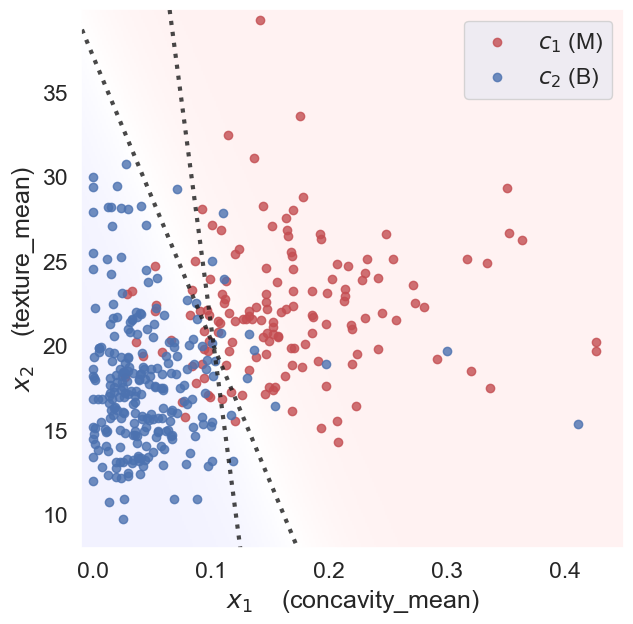 c₁ (M)
c₂ (B)
35
30
25
20
15
10
x₂ (texture_mean)
0.0 0.1 0.2 0.3 0.4
x₁ (concavity_mean)